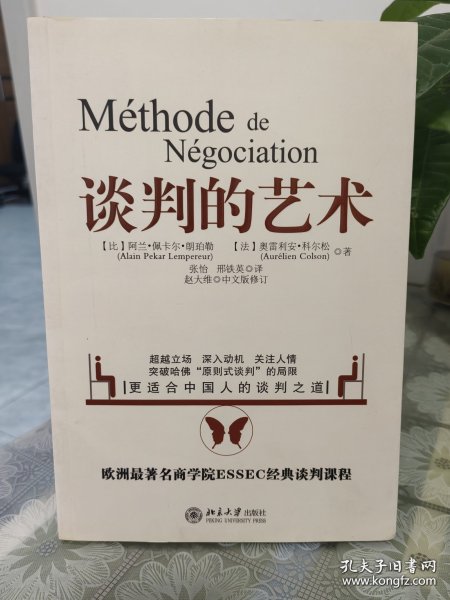 Méthode de
Négociation
谈判的艺术
【比】阿兰·佩卡尔·朗珀勒 【法】奥雷利安·科尔松 ◎著
(Alain Pekar Lempereur) (Aurélien Colson)
张怡 邢铁英◎译
赵大维◎中文版修订
超越立场 深入动机 关注人情
突破哈佛“原则式谈判”的局限
更适合中国人的谈判之道
欧洲最著名商学院ESSEC经典谈判课程
北京大学出版社
PEKING UNIVERSITY PRESS
孔夫子旧书网
www.kongfz.com